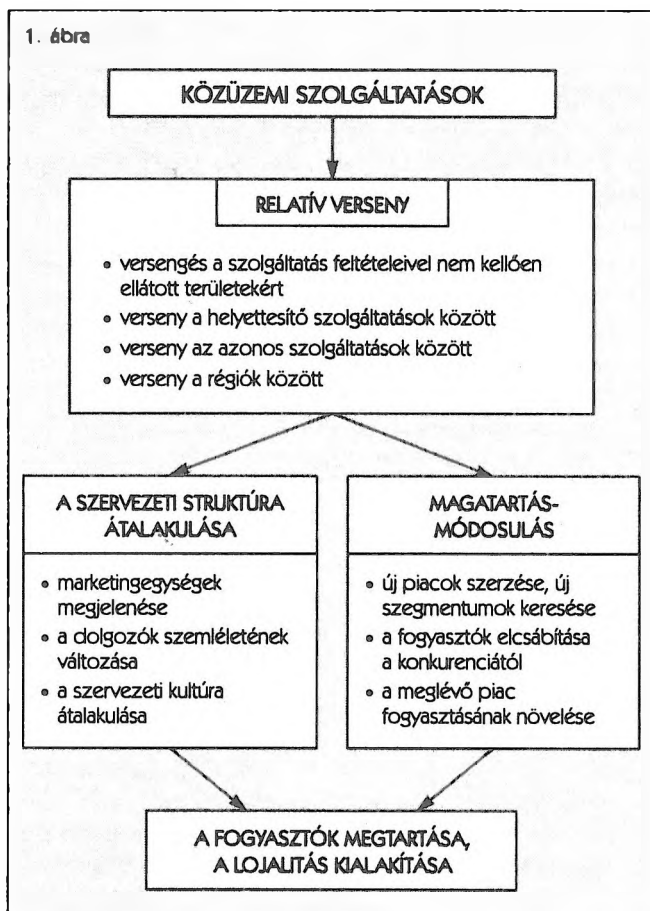 1. ábra
KÖZÜZEMI SZOLGÁLTATÁSOK
RELATÍV VERSENY
• versengés a szolgáltatás feltételeivel nem kellően
ellátott területekért
• verseny a helyettesítő szolgáltatások között
• verseny az azonos szolgáltatások között
• verseny a régiók között
A SZERVEZETI STRUKTÚRA
ÁTALAKULÁSA
• marketingegységek
megjelenése
• a dolgozók szemléletének
változása
• a szervezeti kultúra
átalakulása
MAGATARTÁS-
MÓDOSULÁS
• új piacok szerzése, új
szegmentumok keresése
• a fogyasztók elcsábítása
a konkurenciától
• a meglévő piac
fogyasztásának növelése
A FOGYASZTÓK MEGTARTÁSA,
A LOJALITÁS KIALAKÍTÁSA